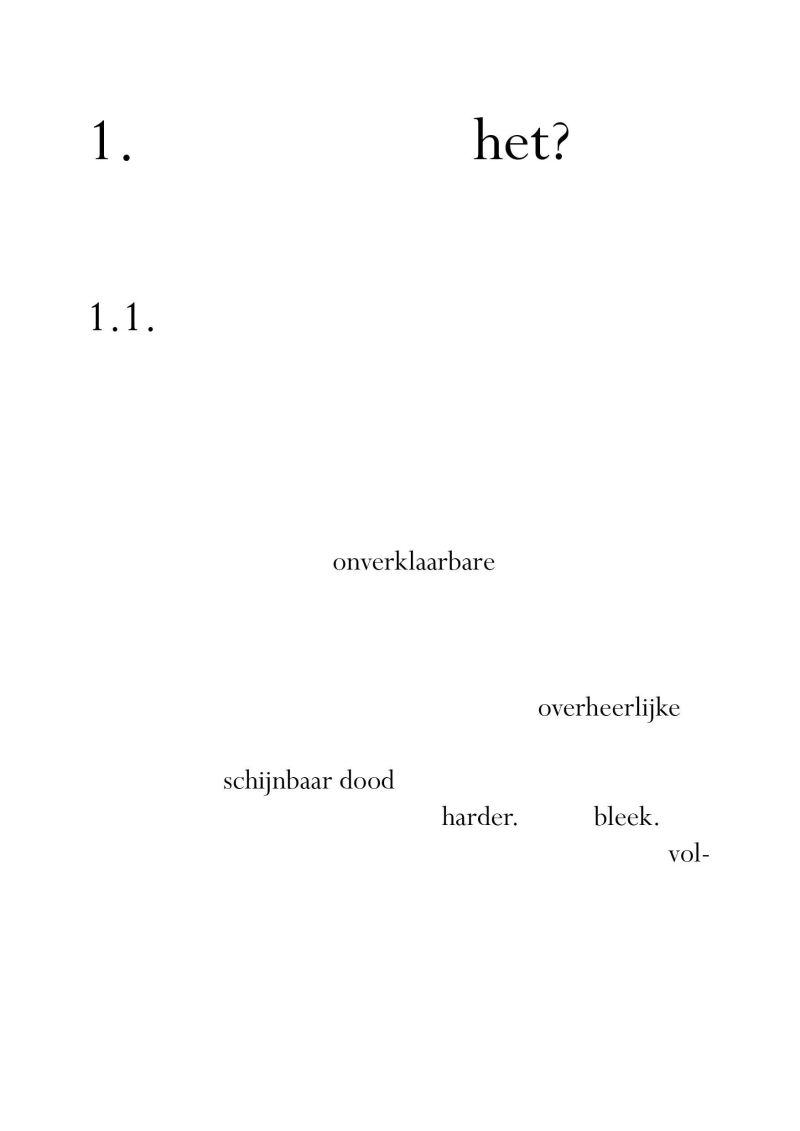 1. het?
1.1.
onverklaarbare
overheerlijke
schijnbaar dood
harder. bleek.
vol-